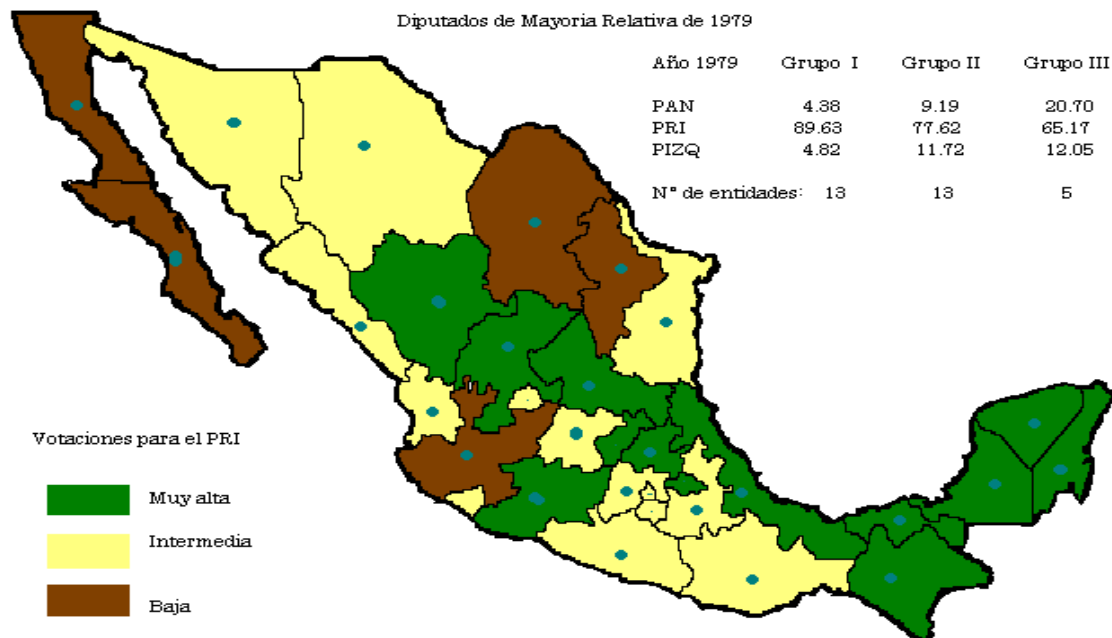 Diputados de Mayoria Relativa de 1979
Año 1979 Grupo I Grupo II Grupo III
PAN 4.38 9.19 20.70
PRI 89.63 77.62 65.17
PIZQ 4.82 11.72 12.05
N° de entidades: 13 13 5
Votaciones para el PRI
Muy alta
Intermedia
Baja